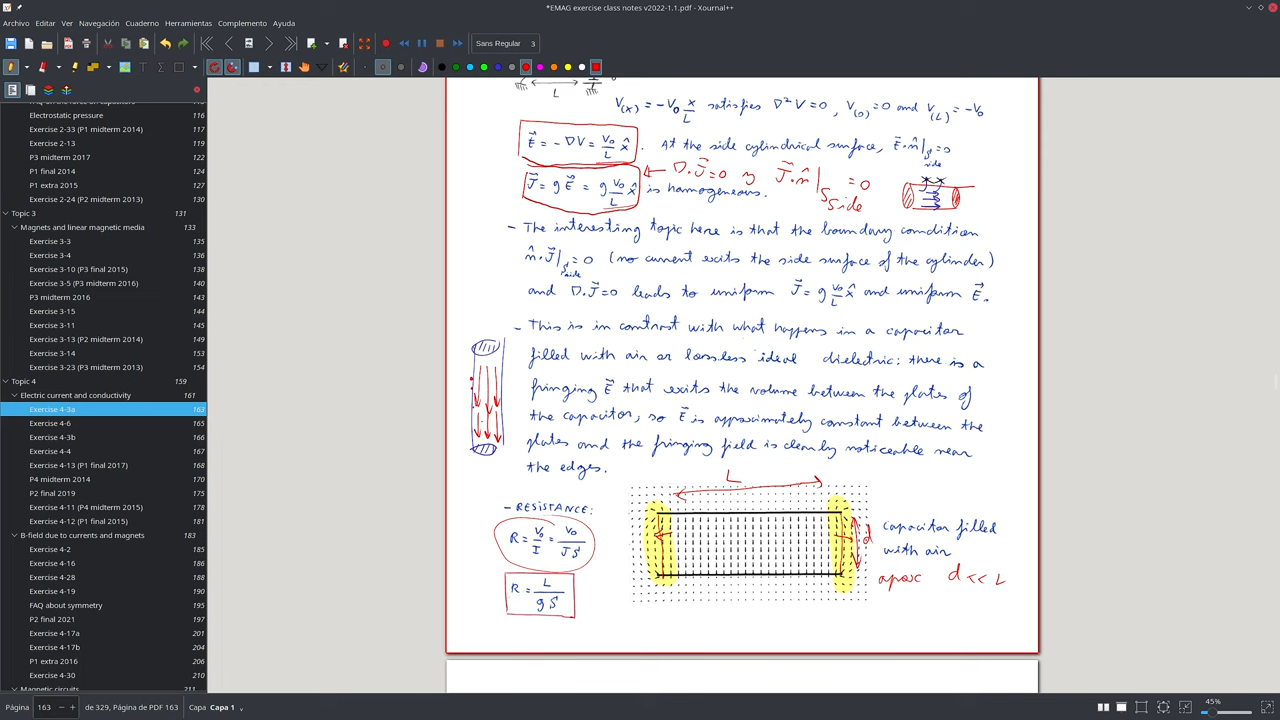 *EMAG exercise class notes v2022-1.1.pdf - Xournal++
Archivo Editar Ver Navegación Cuaderno Herramientas Complemento Ayuda
Sans Regular 3
Electrostatic pressure 116
Exercise 2-33 (P1 midterm 2014) 117
Exercise 2-13 119
P3 midterm 2017 122
P1 final 2014 124
P1 extra 2015 127
Exercise 2-24 (P2 midterm 2013) 130
Topic 3 131
Magnets and linear magnetic media 133
Exercise 3-3 135
Exercise 3-4 136
Exercise 3-10 (P3 final 2015) 138
Exercise 3-5 (P3 midterm 2016) 140
P3 midterm 2016 143
Exercise 3-15 144
Exercise 3-11 145
Exercise 3-13 (P2 midterm 2014) 149
Exercise 3-14 153
Exercise 3-23 (P3 midterm 2013) 154
Topic 4 159
Electric current and conductivity 161
Exercise 4-3a 163
Exercise 4-6 165
Exercise 4-3b 166
Exercise 4-4 167
Exercise 4-13 (P1 final 2017) 168
P4 midterm 2014 170
P2 final 2019 175
Exercise 4-11 (P4 midterm 2015) 178
Exercise 4-12 (P1 final 2015) 181
B-field due to currents and magnets 183
Exercise 4-2 185
Exercise 4-16 186
Exercise 4-28 188
Exercise 4-19 190
FAQ about symmetry 195
P2 final 2021 197
Exercise 4-17a 201
Exercise 4-17b 204
P1 extra 2016 206
Exercise 4-30 210
Magnetic circuits 211
L
V(x) = -V0 x/L satisfies ∇²V=0, V(0)=0 and V(L)=-V0
E⃗ = -∇V = V0/L x̂. At the side cylindrical surface, E⃗·n̂|S side =0
J⃗ = gE⃗ = g V0/L x̂ is homogeneous.
∇·J⃗=0 y J⃗·n̂|S side = 0
- The interesting topic here is that the boundary condition
n̂·J⃗|S side =0 (no current exits the side surface of the cylinder)
and ∇·J⃗=0 leads to uniform J⃗=g V0/L x̂ and uniform E⃗.
- This is in contrast with what happens in a capacitor
filled with air or lossless ideal dielectric: there is a
fringing E⃗ that exits the volume between the plates of
the capacitor, so E⃗ is approximately constant between the
plates and the fringing field is clearly noticeable near
the edges.
L
- RESISTANCE:
R = V0/I = V0/JS
R = L/gS
d
capacitor filled
with air
aprox d << L
Página 163 de 329, Página de PDF 163 Capa Capa 1
45%